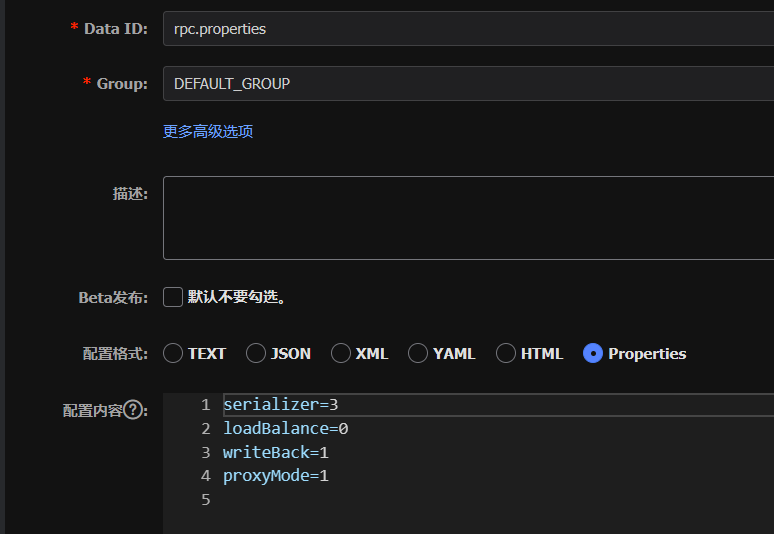 * Data ID: rpc.properties
* Group: DEFAULT_GROUP
更多高级选项
描述:
Beta发布: 默认不要勾选。
配置格式: TEXT JSON XML YAML HTML Properties
配置内容?: 1 serializer=3
2 loadBalance=0
3 writeBack=1
4 proxyMode=1
5